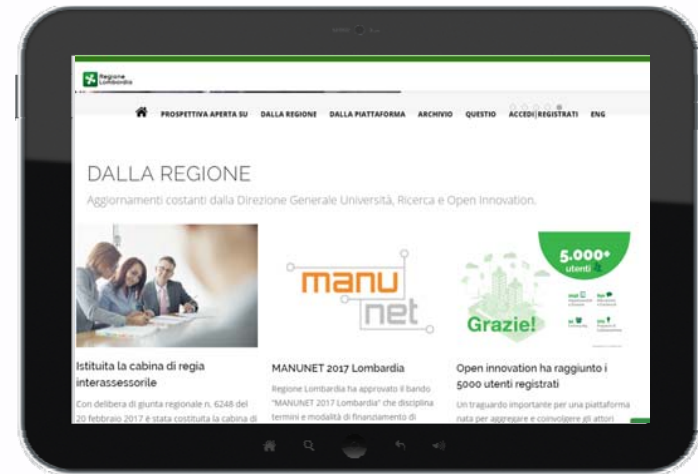 Regione
Lombardia
PROSPETTIVA APERTA SU DALLA REGIONE DALLA PIATTAFORMA ARCHIVIO QUESTIO ACCEDI|REGISTRATI ENG
DALLA REGIONE
Aggiornamenti costanti dalla Direzione Generale Università, Ricerca e Open Innovation.
manu
net
5.000+
utenti
Grazie!
Istituita la cabina di regia
interassessorile
Con delibera di giunta regionale n. 6248 del
20 febbraio 2017 è stata costituita la cabina di
MANUNET 2017 Lombardia
Regione Lombardia ha approvato il bando
"MANUNET 2017 Lombardia" che disciplina
termini e modalità di finanziamento di
Open innovation ha raggiunto i
5000 utenti registrati
Un traguardo importante per una piattaforma
nata per aggregare e coinvolgere gli attori